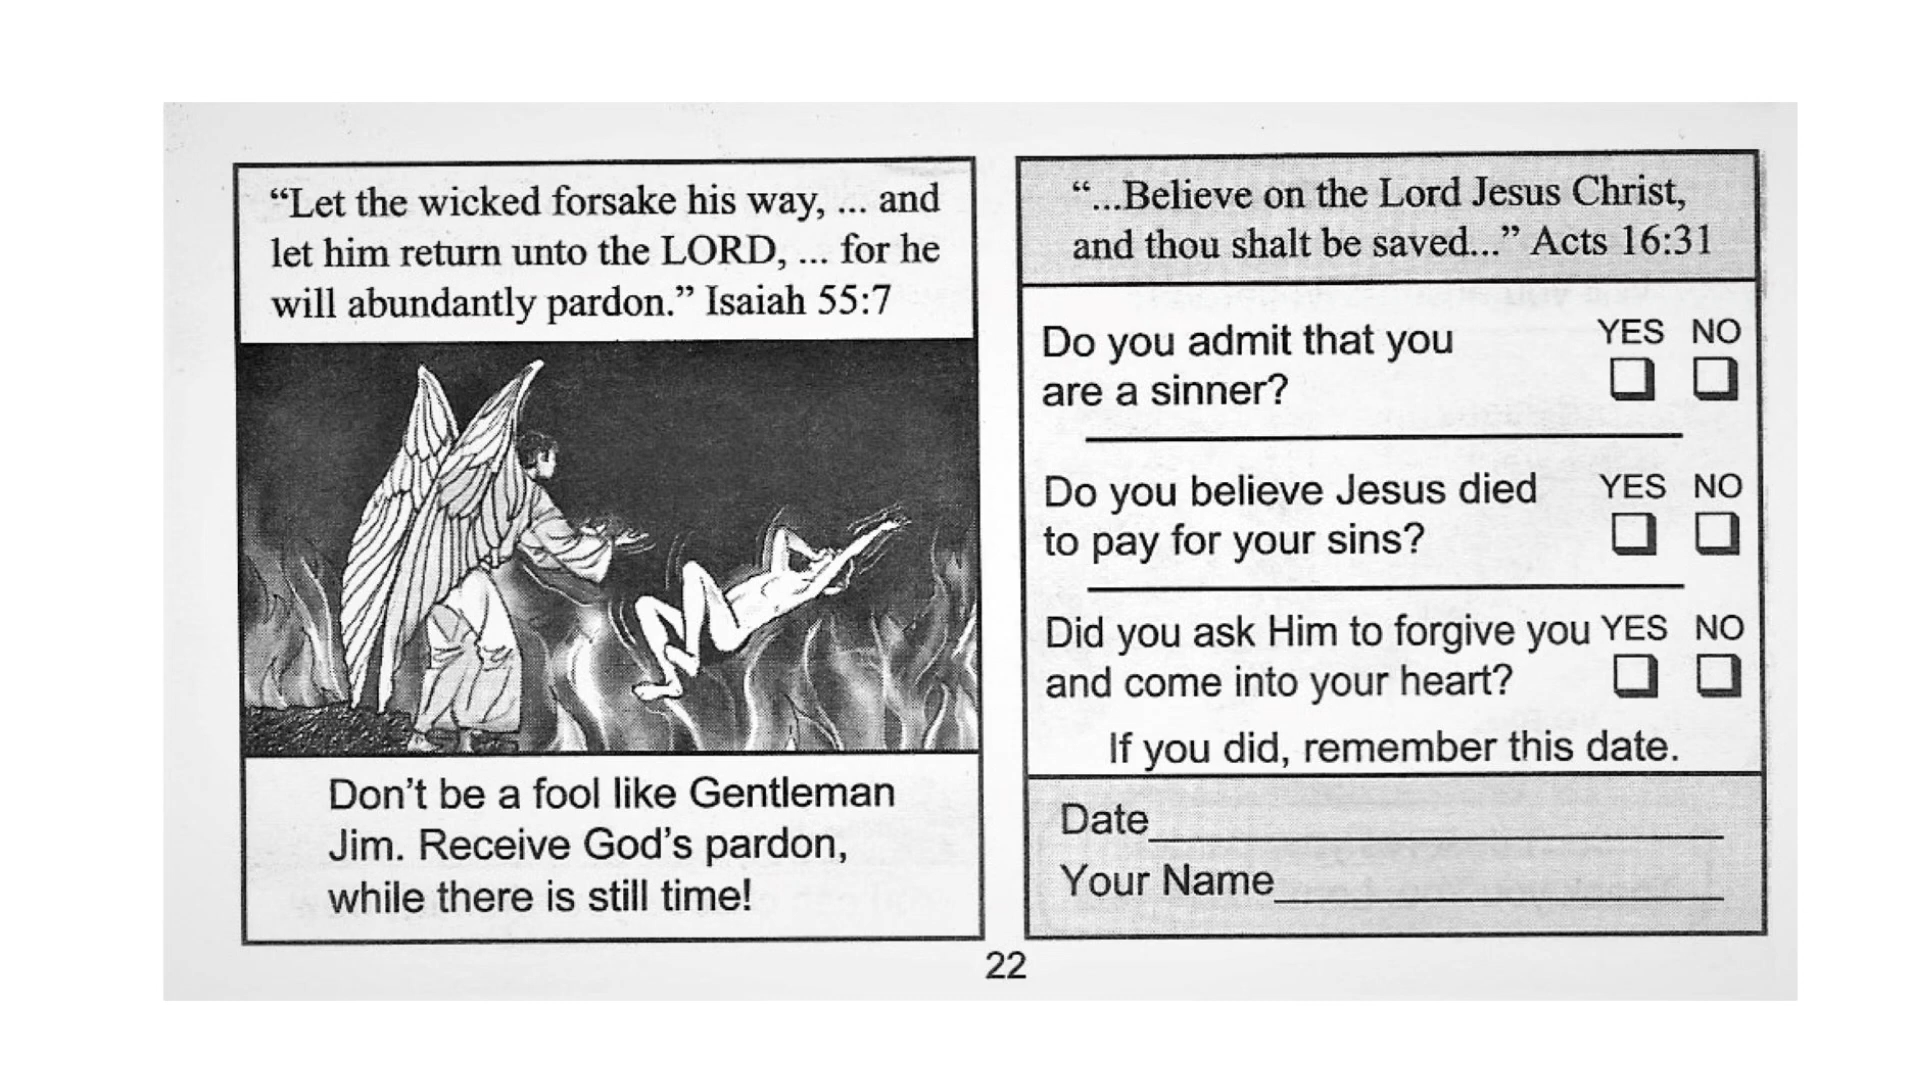 “Let the wicked forsake his way, ... and
let him return unto the LORD, ... for he
will abundantly pardon.” Isaiah 55:7
Don’t be a fool like Gentleman
Jim. Receive God’s pardon,
while there is still time!
“...Believe on the Lord Jesus Christ,
and thou shalt be saved...” Acts 16:31
Do you admit that you YES NO
are a sinner?
Do you believe Jesus died YES NO
to pay for your sins?
Did you ask Him to forgive you YES NO
and come into your heart?
If you did, remember this date.
Date
Your Name
22